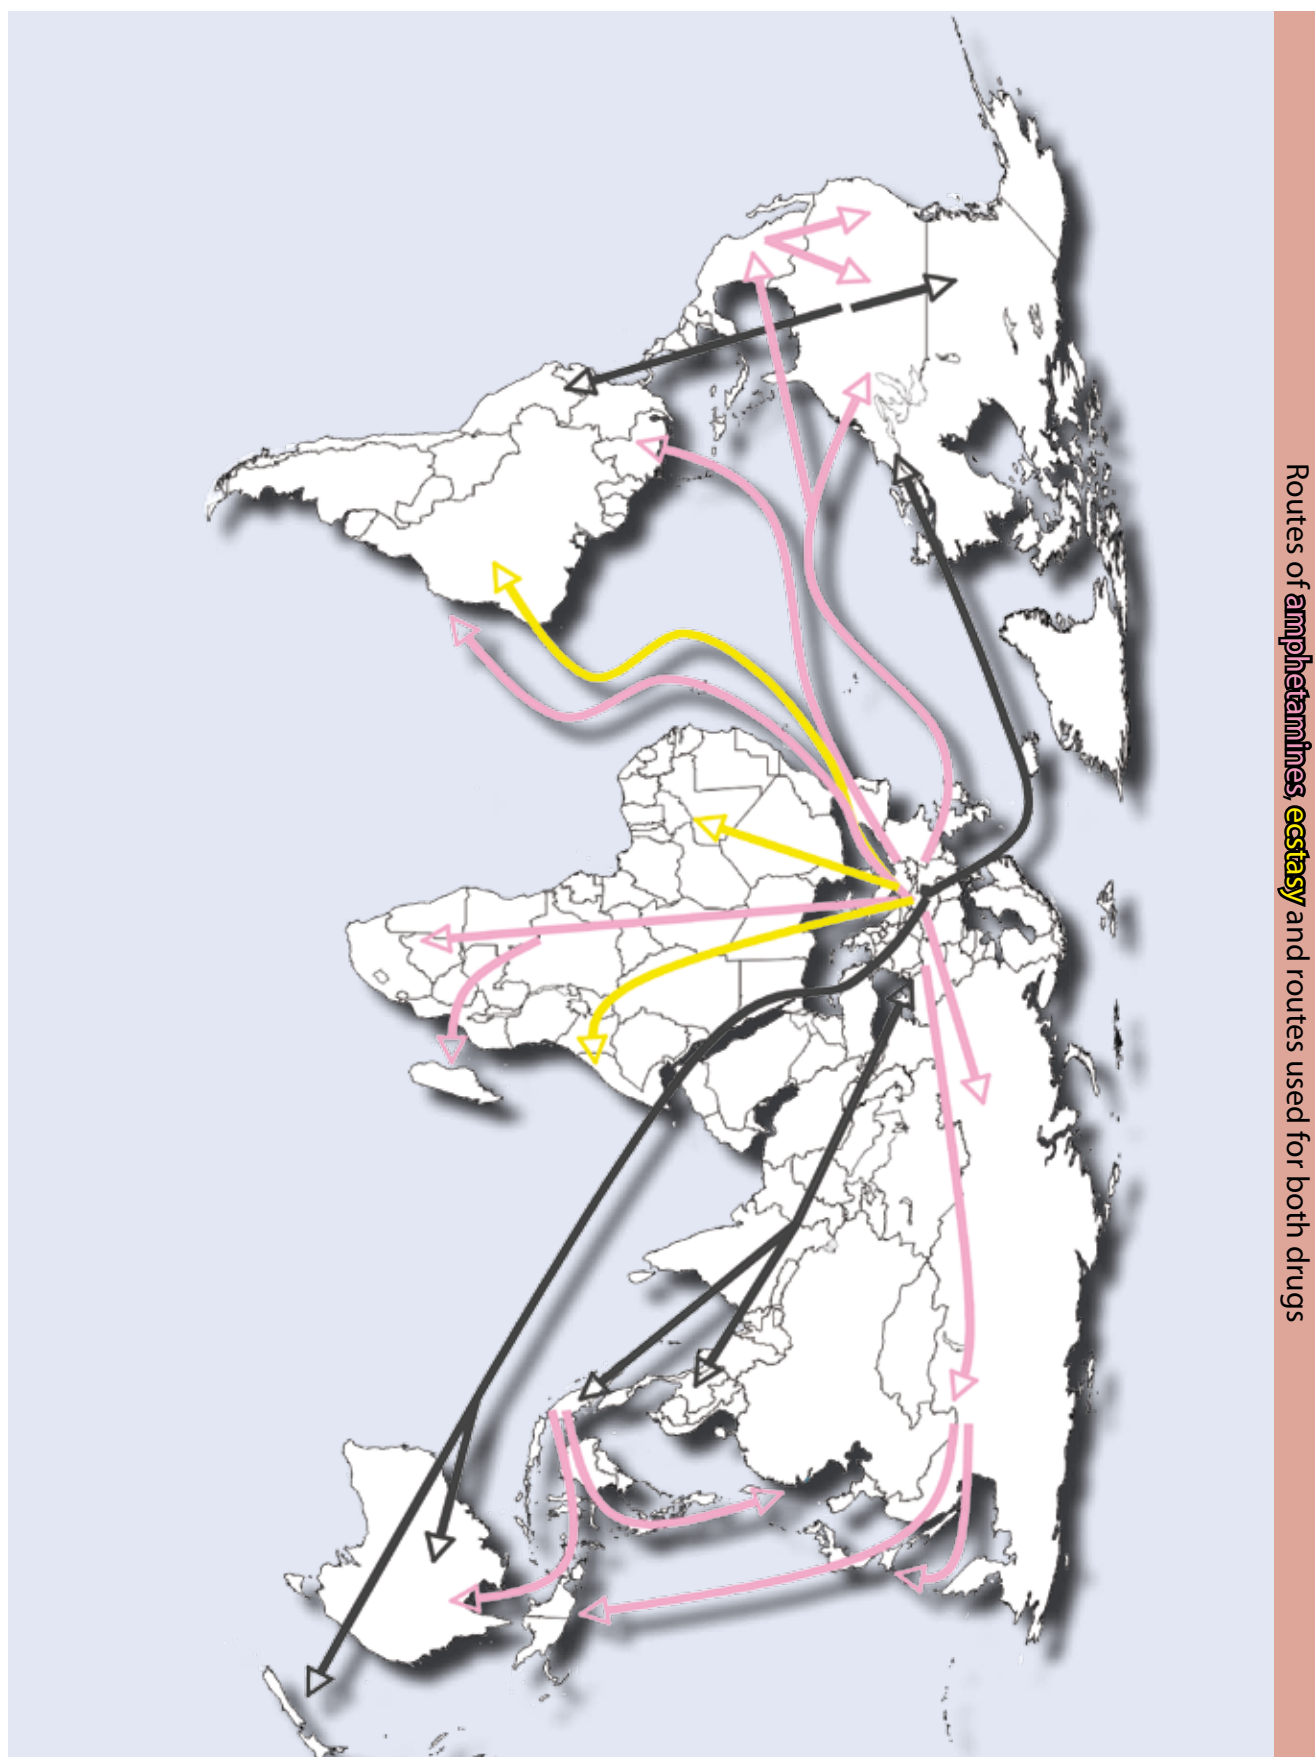 Routes of amphetamines, ecstasy and routes used for both drugs